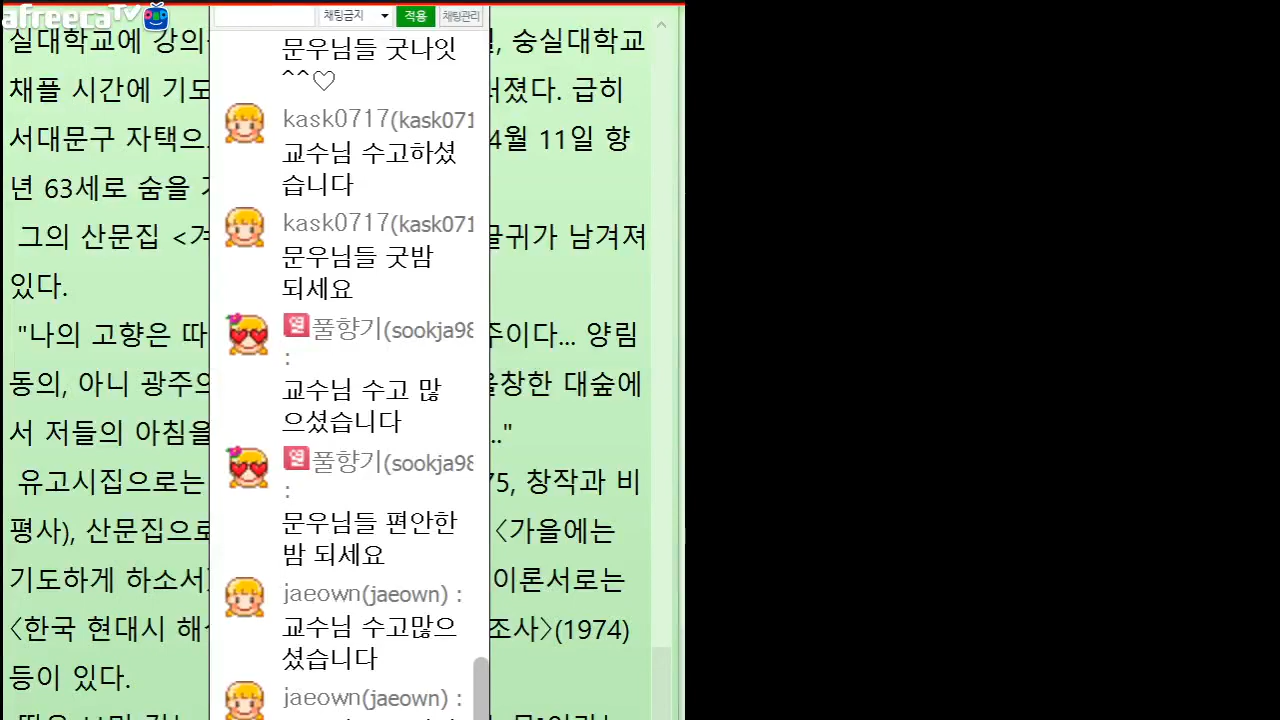 afreecaTV
채팅금지
적용
채팅관리
실대학교에 강의
, 숭실대학교
채플 시간에 기도
러졌다. 급히
서대문구 자택으
4월 11일 향
년 63세로 숨을
그의 산문집 <겨
글귀가 남겨져
있다.
"나의 고향은 따
주이다... 양림
동의, 아니 광주의
울창한 대숲에
서 저들의 아침을
.."
유고시집으로는
75, 창작과 비
평사), 산문집으로
〈가을에는
기도하게 하소서〉
이론서로는
〈한국 현대시 해
조사〉(1974)
등이 있다.
문우님들 굿나잇
^^♡
kask0717(kask071
교수님 수고하셨
습니다
kask0717(kask071
문우님들 굿밤
되세요
열 풀향기(sookja98
:
교수님 수고 많
으셨습니다
열 풀향기(sookja98
:
문우님들 편안한
밤 되세요
jaeown(jaeown) :
교수님 수고많으
셨습니다
jaeown(jaeown) :